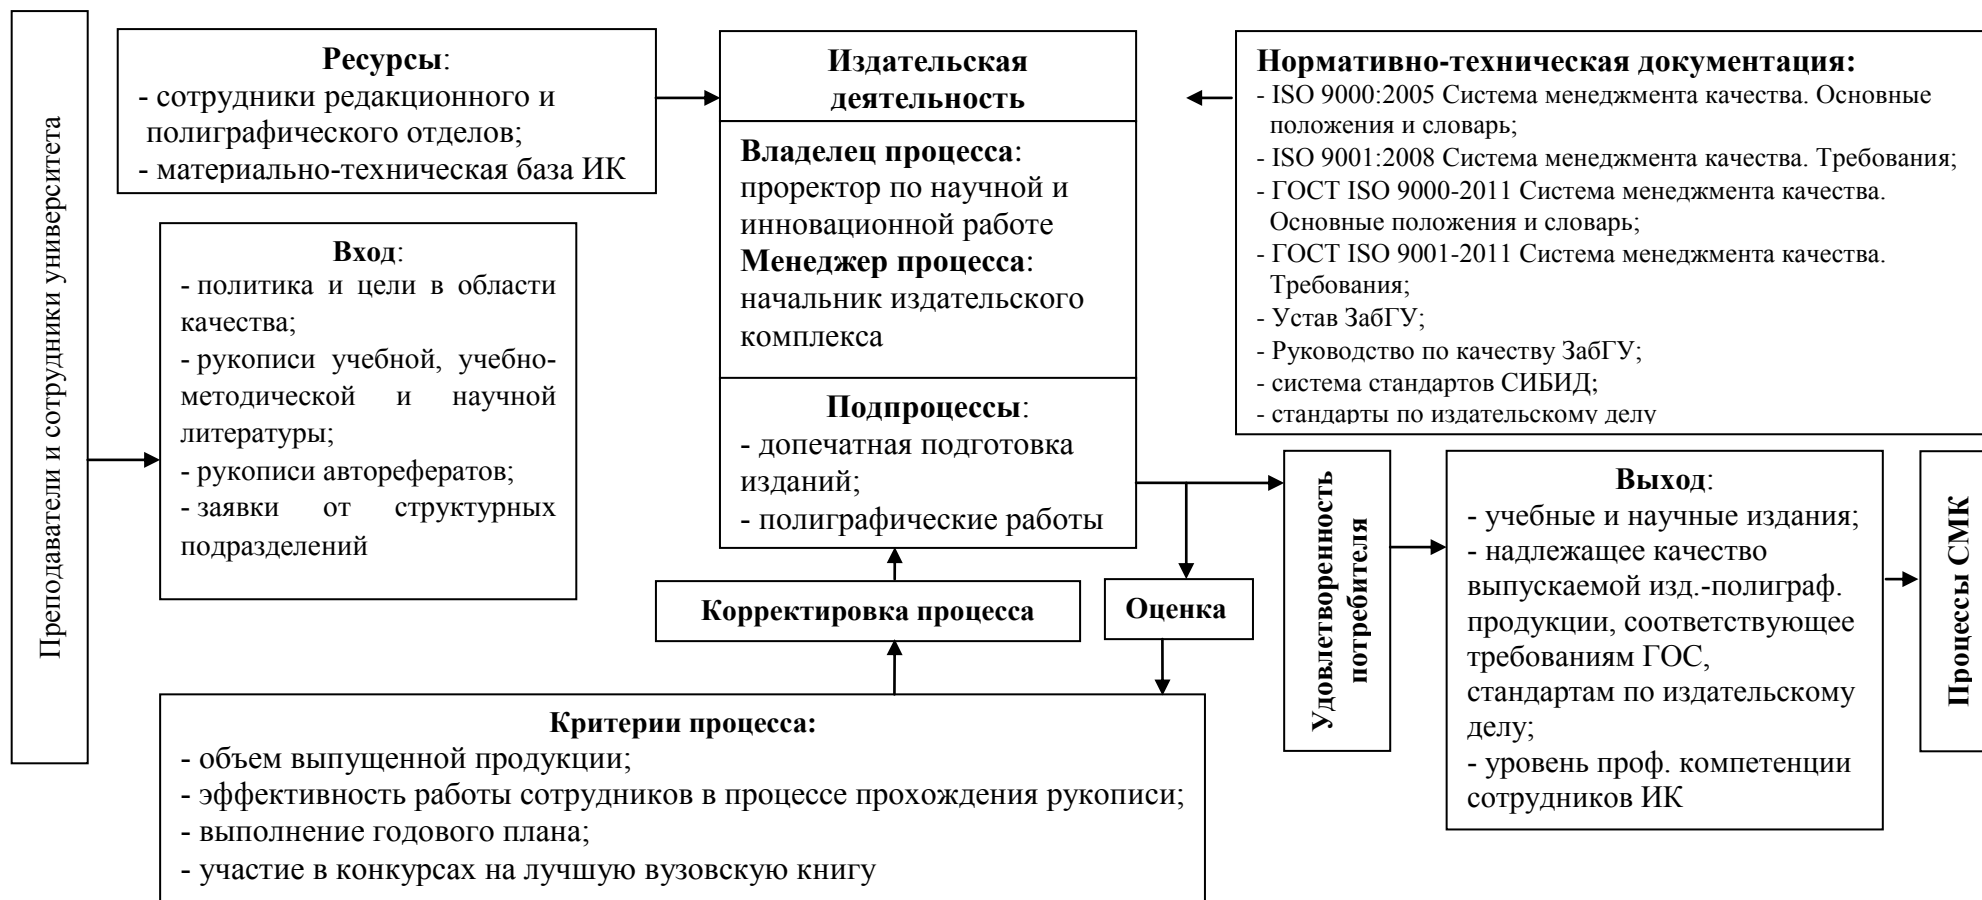 Преподаватели и сотрудники университета
Ресурсы:
- сотрудники редакционного и
полиграфического отделов;
- материально-техническая база ИК
Вход:
- политика и цели в области
качества;
- рукописи учебной, учебно-
методической и научной
литературы;
- рукописи авторефератов;
- заявки от структурных
подразделений
Издательская
деятельность
Владелец процесса:
проректор по научной и
инновационной работе
Менеджер процесса:
начальник издательского
комплекса
Подпроцессы:
- допечатная подготовка
изданий;
- полиграфические работы
Нормативно-техническая документация:
- ISO 9000:2005 Система менеджмента качества. Основные
положения и словарь;
- ISO 9001:2008 Система менеджмента качества. Требования;
- ГОСТ ISO 9000-2011 Система менеджмента качества.
Основные положения и словарь;
- ГОСТ ISO 9001-2011 Система менеджмента качества.
Требования;
- Устав ЗабГУ;
- Руководство по качеству ЗабГУ;
- система стандартов СИБИД;
- стандарты по издательскому делу
Корректировка процесса
Оценка
Критерии процесса:
- объем выпущенной продукции;
- эффективность работы сотрудников в процессе прохождения рукописи;
- выполнение годового плана;
- участие в конкурсах на лучшую вузовскую книгу
Удовлетворенность
потребителя
Выход:
- учебные и научные издания;
- надлежащее качество
выпускаемой изд.-полиграф.
продукции, соответствующее
требованиям ГОС,
стандартам по издательскому
делу;
- уровень проф. компетенции
сотрудников ИК
Процессы СМК